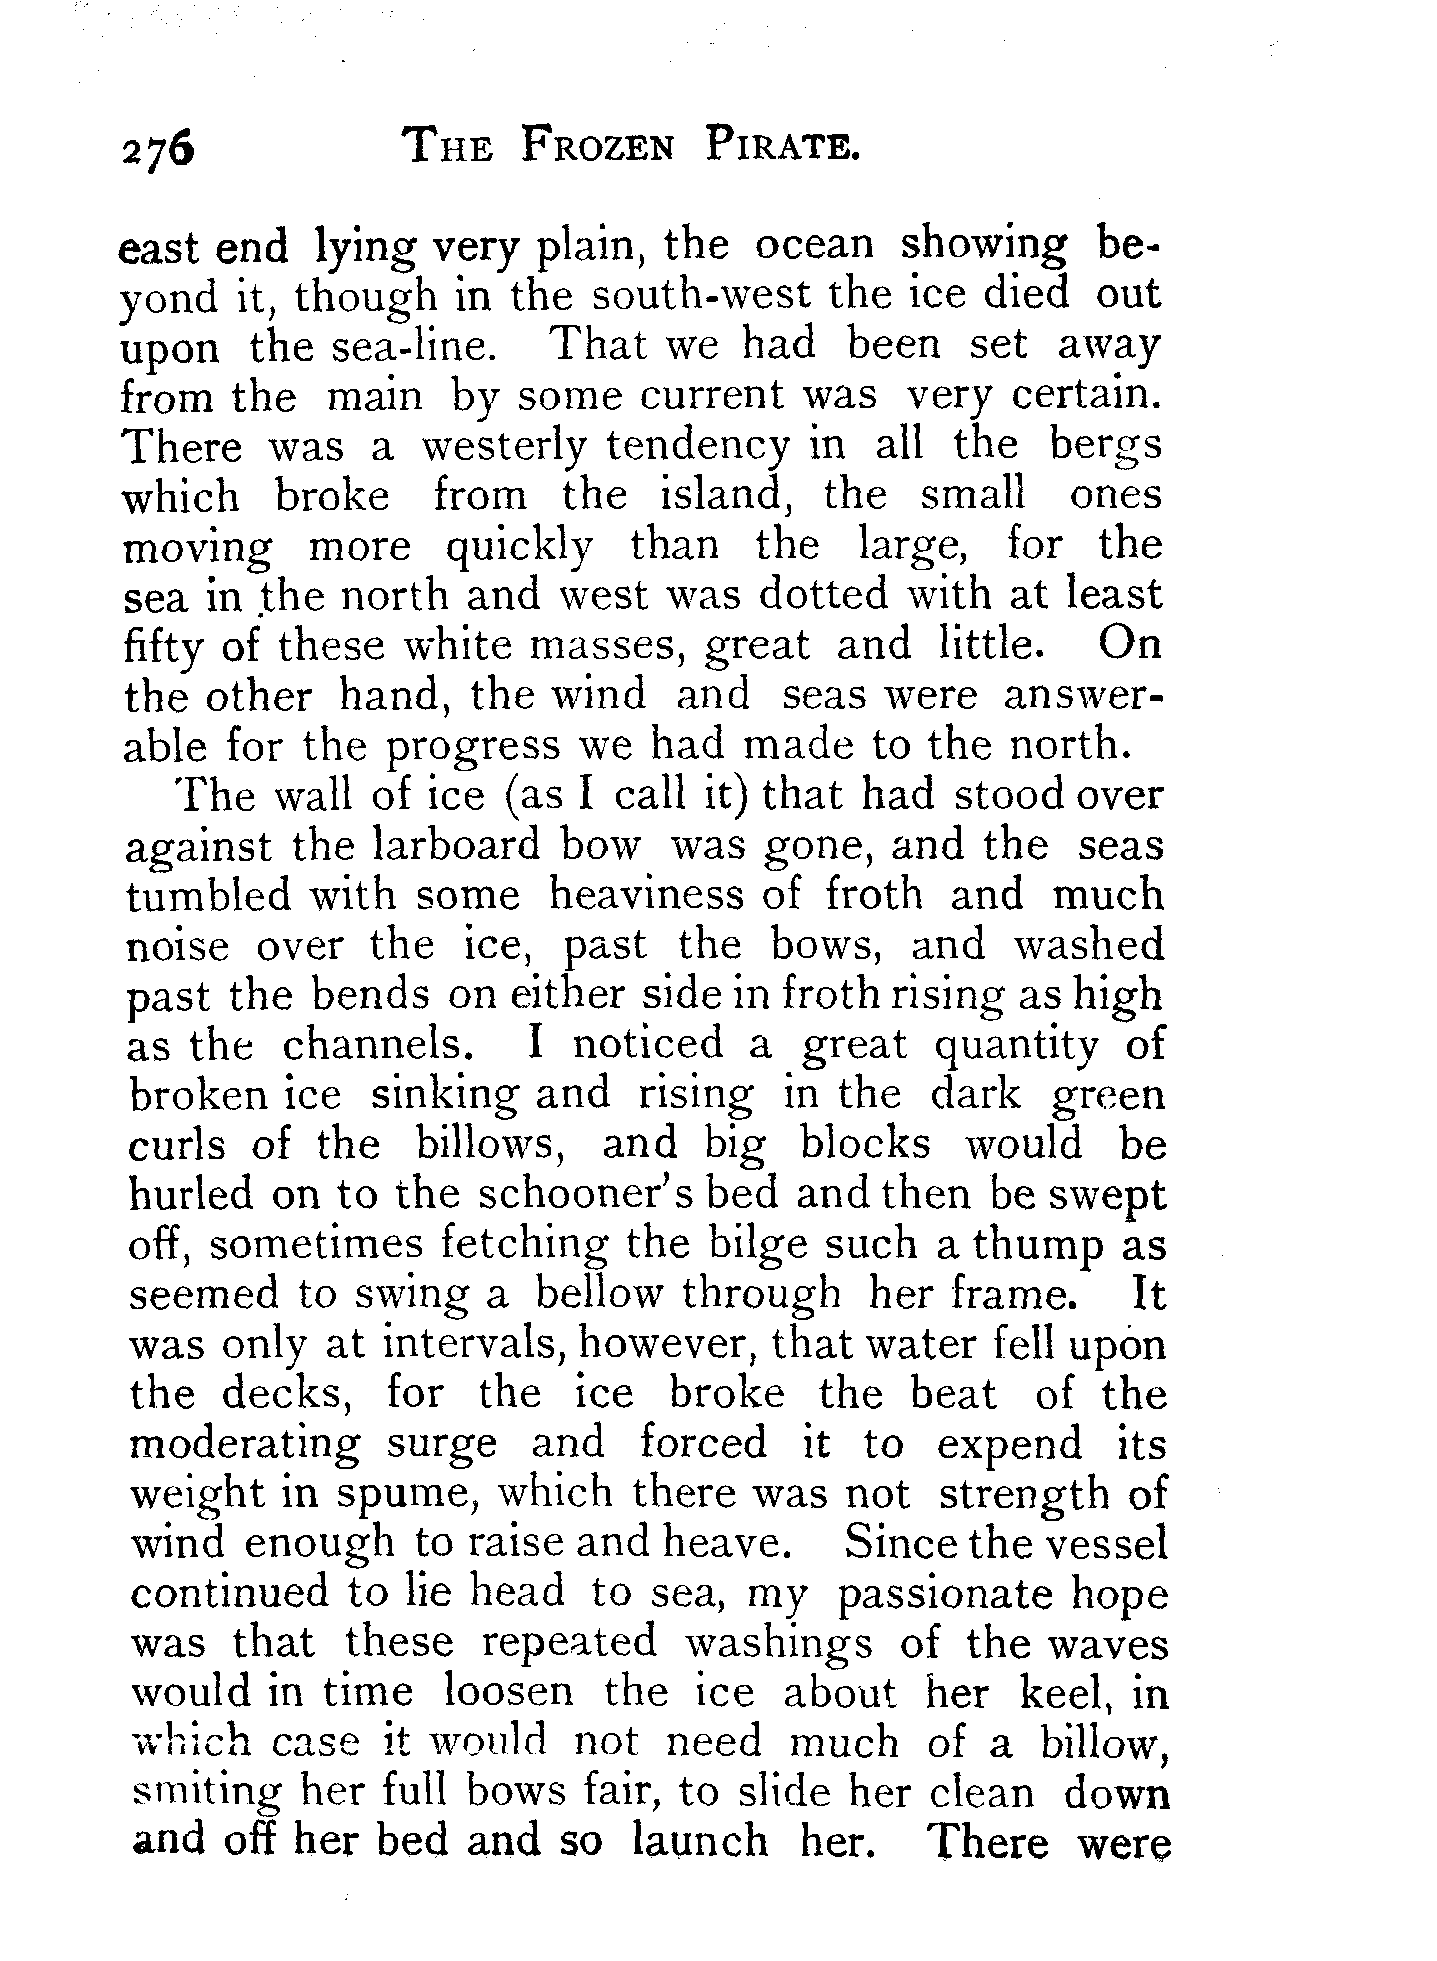 276 THE FROZEN PIRATE.
east end lying very plain, the ocean showing be-
yond it, though in the south-west the ice died out
upon the sea-line. That we had been set away
from the main by some current was very certain.
There was a westerly tendency in all the bergs
which broke from the island, the small ones
moving more quickly than the large, for the
sea in the north and west was dotted with at least
fifty of these white masses, great and little. On
the other hand, the wind and seas were answer-
able for the progress we had made to the north.
The wall of ice (as I call it) that had stood over
against the larboard bow was gone, and the seas
tumbled with some heaviness of froth and much
noise over the ice, past the bows, and washed
past the bends on either side in froth rising as high
as the channels. I noticed a great quantity of
broken ice sinking and rising in the dark green
curls of the billows, and big blocks would be
hurled on to the schooner's bed and then be swept
off, sometimes fetching the bilge such a thump as
seemed to swing a bellow through her frame. It
was only at intervals, however, that water fell upon
the decks, for the ice broke the beat of the
moderating surge and forced it to expend its
weight in spume, which there was not strength of
wind enough to raise and heave. Since the vessel
continued to lie head to sea, my passionate hope
was that these repeated washings of the waves
would in time loosen the ice about her keel, in
which case it would not need much of a billow,
smiting her full bows fair, to slide her clean down
and off her bed and so launch her. There were